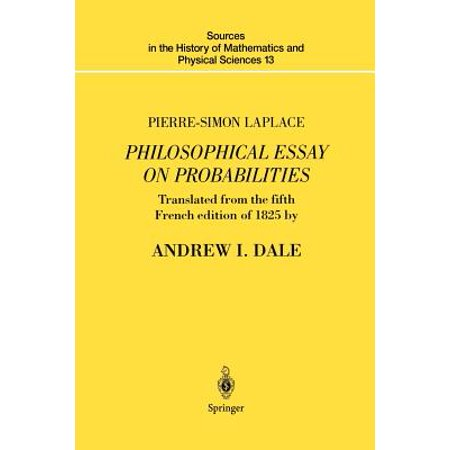 Sources
in the History of Mathematics and
Physical Sciences 13
PIERRE-SIMON LAPLACE
PHILOSOPHICAL ESSAY
ON PROBABILITIES
Translated from the fifth
French edition of 1825 by
ANDREW I. DALE
Springer